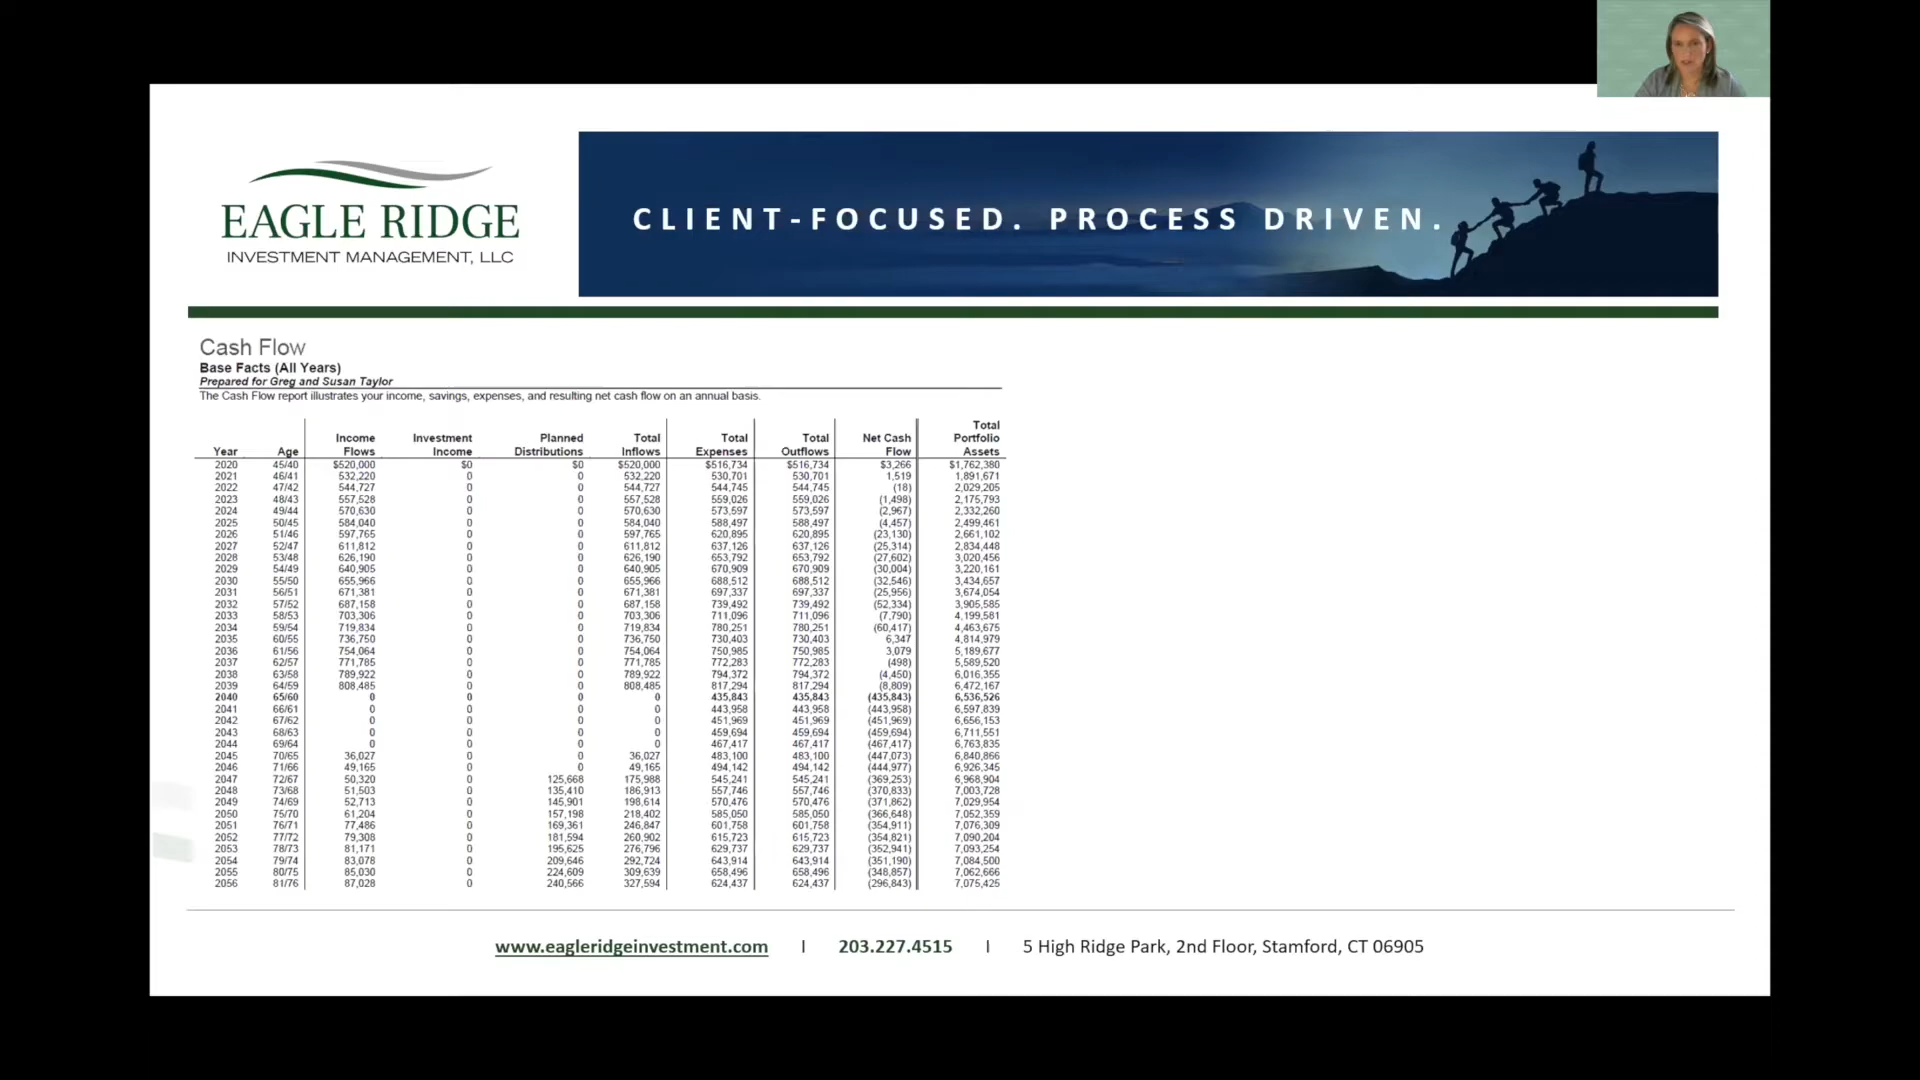 EAGLE RIDGE
INVESTMENT MANAGEMENT, LLC
CLIENT-FOCUSED. PROCESS DRIVEN.
Cash Flow
Base Facts (All Years)
Prepared for Greg and Susan Taylor
The Cash Flow report illustrates your income, savings, expenses, and resulting net cash flow on an annual basis.
Year Age Income Flows Investment Income Planned Distributions Total Inflows Total Expenses Total Outflows Net Cash Flow Total Portfolio Assets
2020 45/40 $520,000 $0 $0 $520,000 $516,734 $516,734 $3,266 $1,762,380
2021 46/41 532,220 0 0 532,220 530,701 530,701 1,519 1,891,671
2022 47/42 544,727 0 0 544,727 544,745 544,745 (18) 2,029,205
2023 48/43 557,528 0 0 557,528 559,026 559,026 (1,498) 2,175,793
2024 49/44 570,630 0 0 570,630 573,597 573,597 (2,967) 2,332,260
2025 50/45 584,040 0 0 584,040 588,497 588,497 (4,457) 2,499,461
2026 51/46 597,765 0 0 597,765 620,895 620,895 (23,130) 2,661,102
2027 52/47 611,812 0 0 611,812 637,126 637,126 (25,314) 2,834,448
2028 53/48 626,190 0 0 626,190 653,792 653,792 (27,602) 3,020,456
2029 54/49 640,905 0 0 640,905 670,909 670,909 (30,004) 3,220,161
2030 55/50 655,966 0 0 655,966 688,512 688,512 (32,546) 3,434,657
2031 56/51 671,381 0 0 671,381 697,337 697,337 (25,956) 3,674,054
2032 57/52 687,158 0 0 687,158 739,492 739,492 (52,334) 3,905,585
2033 58/53 703,306 0 0 703,306 711,096 711,096 (7,790) 4,199,581
2034 59/54 719,834 0 0 719,834 780,251 780,251 (60,417) 4,463,675
2035 60/55 736,750 0 0 736,750 730,403 730,403 6,347 4,814,979
2036 61/56 754,064 0 0 754,064 750,985 750,985 3,079 5,189,677
2037 62/57 771,785 0 0 771,785 772,283 772,283 (498) 5,589,520
2038 63/58 789,922 0 0 789,922 794,372 794,372 (4,450) 6,016,355
2039 64/59 808,485 0 0 808,485 817,294 817,294 (8,809) 6,472,167
2040 65/60 0 0 0 0 435,843 435,843 (435,843) 6,536,526
2041 66/61 0 0 0 0 443,958 443,958 (443,958) 6,597,839
2042 67/62 0 0 0 0 451,969 451,969 (451,969) 6,656,153
2043 68/63 0 0 0 0 459,694 459,694 (459,694) 6,711,551
2044 69/64 0 0 0 0 467,417 467,417 (467,417) 6,763,835
2045 70/65 36,027 0 0 36,027 483,100 483,100 (447,073) 6,840,866
2046 71/66 49,165 0 0 49,165 494,142 494,142 (444,977) 6,926,345
2047 72/67 50,320 0 125,668 175,988 545,241 545,241 (369,253) 6,968,904
2048 73/68 51,503 0 135,410 186,913 557,746 557,746 (370,833) 7,003,728
2049 74/69 52,713 0 145,901 198,614 570,476 570,476 (371,862) 7,029,954
2050 75/70 61,204 0 157,198 218,402 585,050 585,050 (366,648) 7,052,359
2051 76/71 77,486 0 169,361 246,847 601,758 601,758 (354,911) 7,076,309
2052 77/72 79,308 0 181,594 260,902 615,723 615,723 (354,821) 7,090,204
2053 78/73 81,171 0 195,625 276,796 629,737 629,737 (352,941) 7,093,254
2054 79/74 83,078 0 209,646 292,724 643,914 643,914 (351,190) 7,084,500
2055 80/75 85,030 0 224,609 309,639 658,496 658,496 (348,857) 7,062,666
2056 81/76 87,028 0 240,566 327,594 624,437 624,437 (296,843) 7,075,425
www.eagleridgeinvestment.com | 203.227.4515 | 5 High Ridge Park, 2nd Floor, Stamford, CT 06905